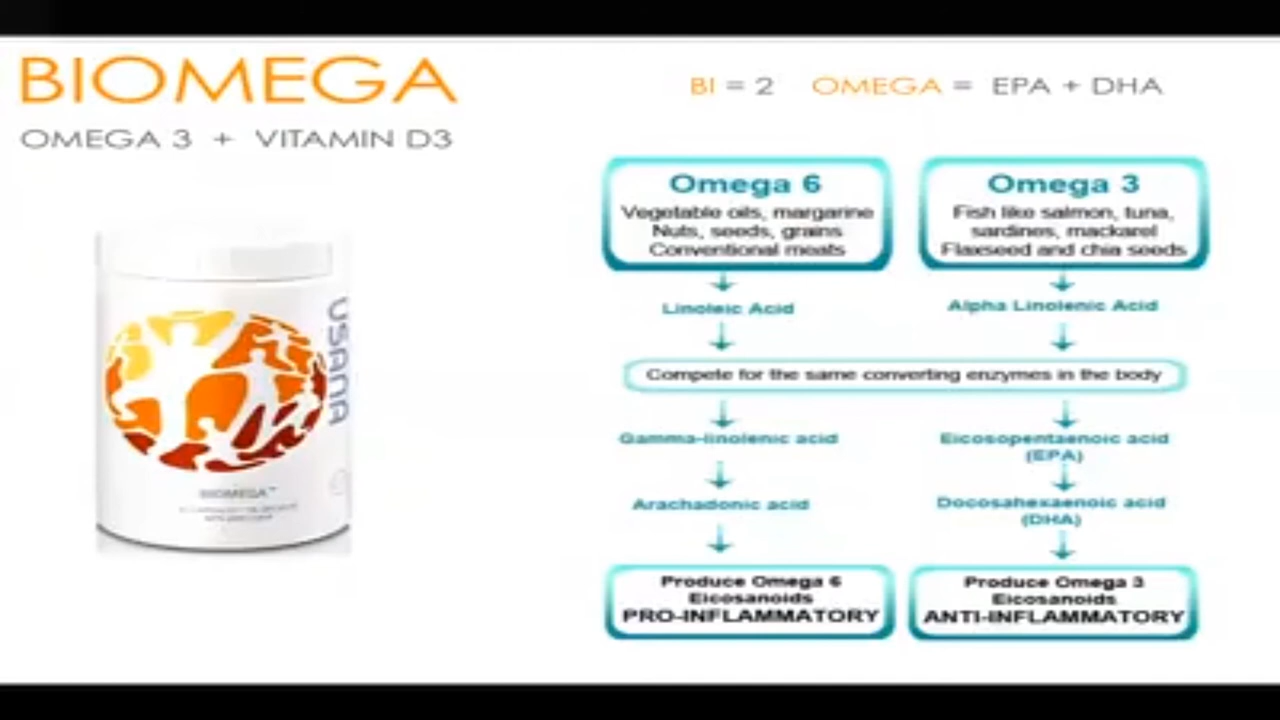 BIOMEGA
OMEGA 3 + VITAMIN D3
BI = 2 OMEGA = EPA + DHA
Omega 6
Vegetable oils, margarine
Nuts, seeds, grains
Conventional meats
Omega 3
Fish like salmon, tuna,
sardines, mackarel
Flaxseed and chia seeds
Linoleic Acid
Alpha Linolenic Acid
Compete for the same converting enzymes in the body
Gamma-linolenic acid
Eicosopentaenoic acid
(EPA)
Arachadonic acid
Docosahexaenoic acid
(DHA)
Produce Omega 6
Eicosanoids
PRO-INFLAMMATORY
Produce Omega 3
Eicosanoids
ANTI-INFLAMMATORY
USANA
BIOMEGA™